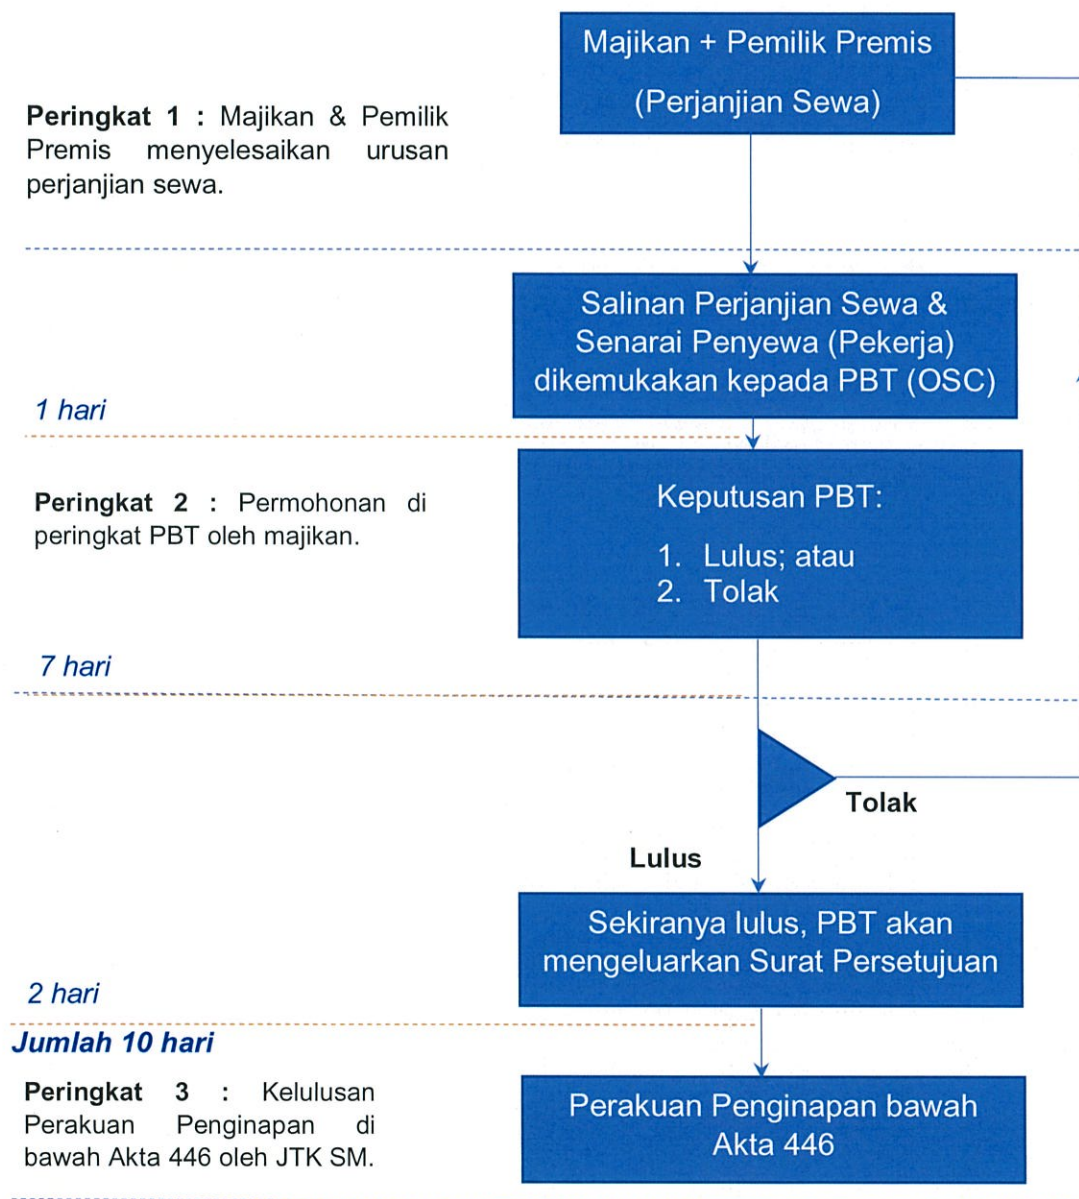 Majikan + Pemilik Premis
(Perjanjian Sewa)
Peringkat 1 : Majikan & Pemilik
Premis menyelesaikan urusan
perjanjian sewa.
Salinan Perjanjian Sewa &
Senarai Penyewa (Pekerja)
dikemukakan kepada PBT (OSC)
1 hari
Peringkat 2 : Permohonan di
peringkat PBT oleh majikan.
Keputusan PBT:
1. Lulus; atau
2. Tolak
7 hari
Tolak
Lulus
Sekiranya lulus, PBT akan
mengeluarkan Surat Persetujuan
2 hari
Jumlah 10 hari
Peringkat 3 : Kelulusan
Perakuan Penginapan di
bawah Akta 446 oleh JTK SM.
Perakuan Penginapan bawah
Akta 446